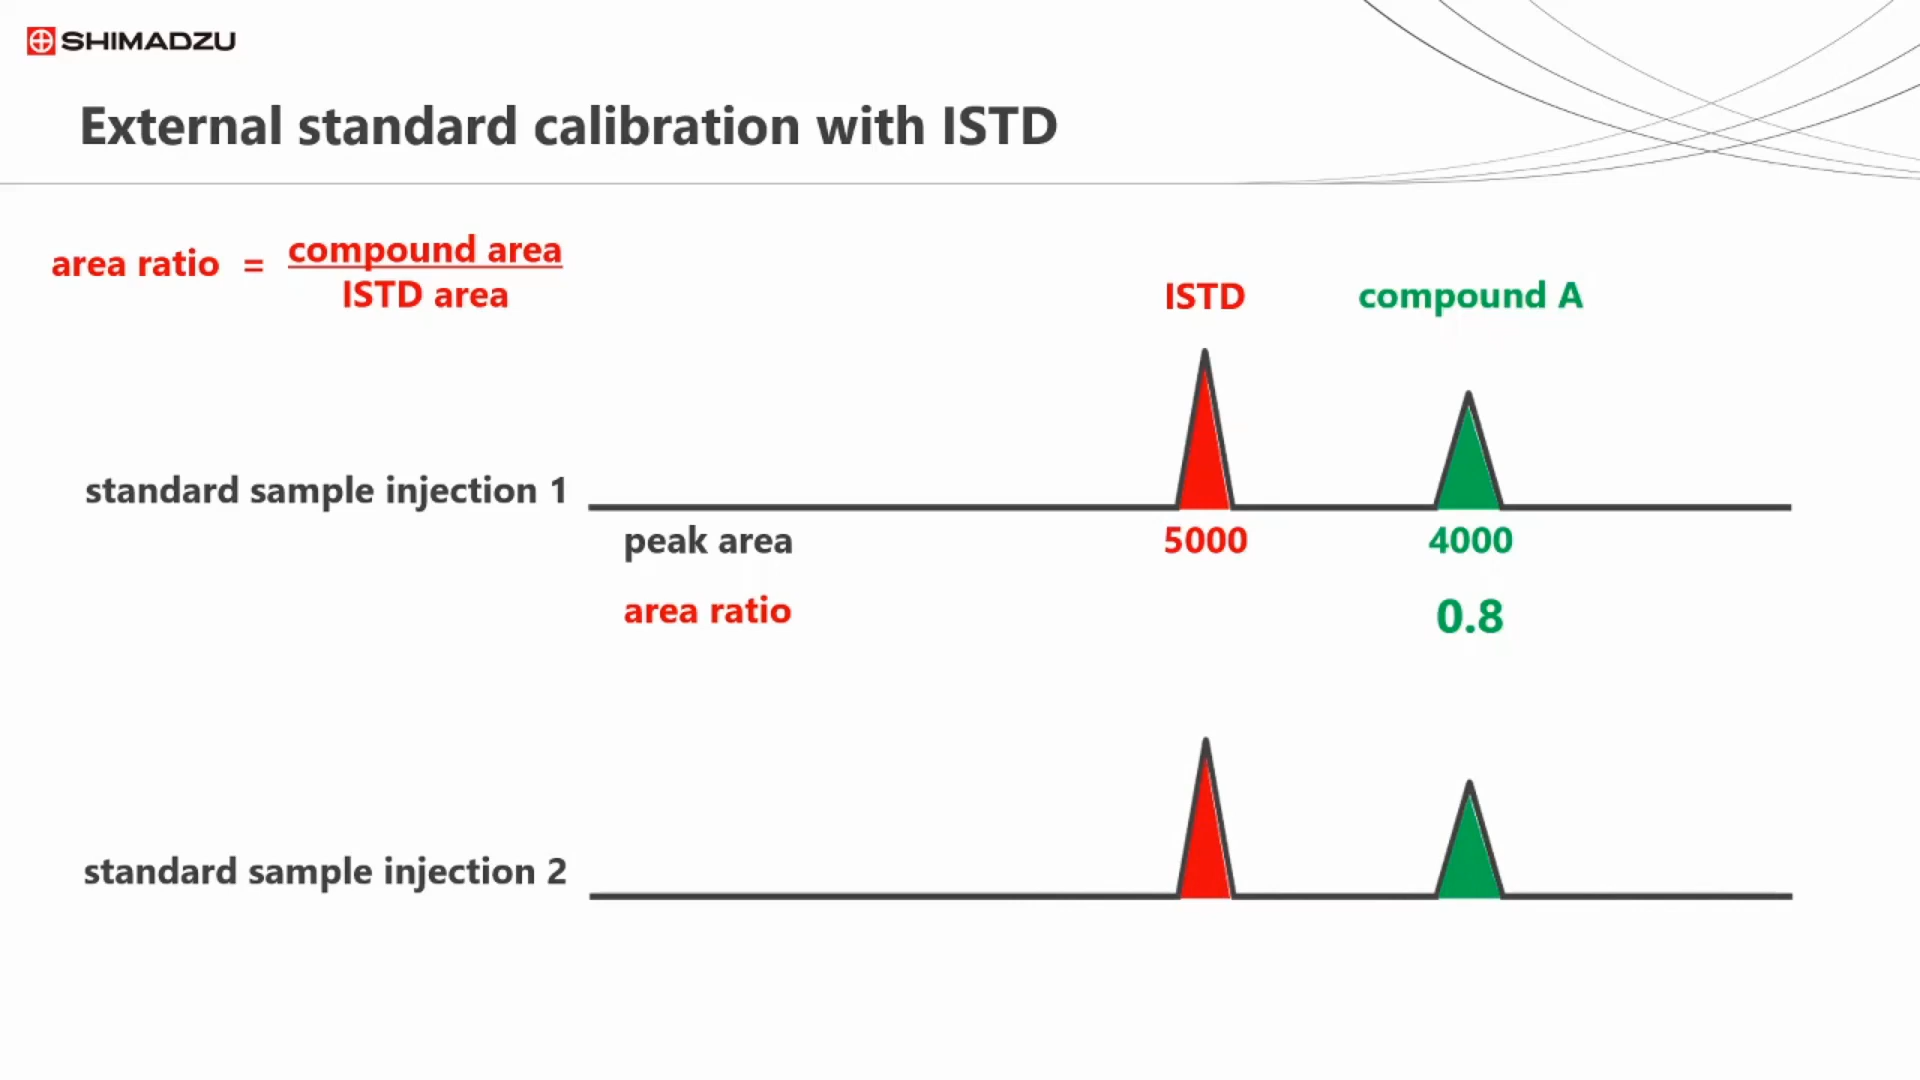 SHIMADZU
External standard calibration with ISTD
area ratio = compound area
ISTD area
ISTD compound A
standard sample injection 1
peak area 5000 4000
area ratio 0.8
standard sample injection 2